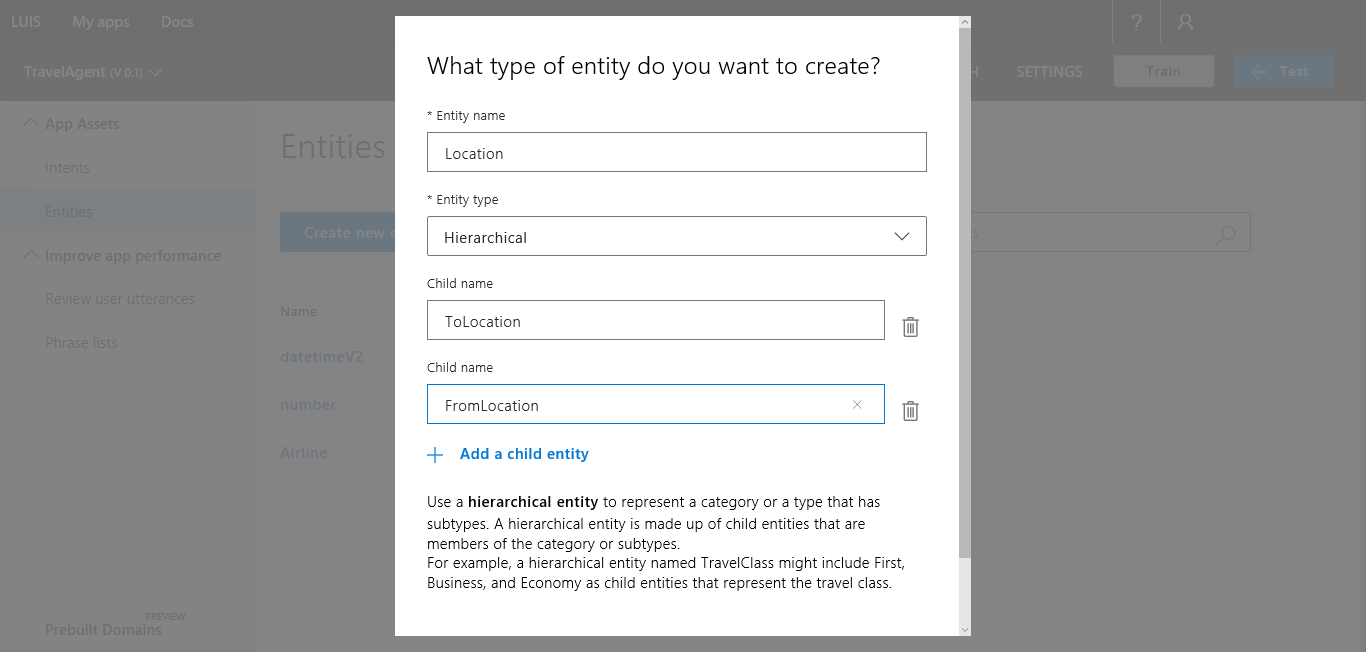 LUIS My apps Docs ?
TravelAgent (V 0.1) H SETTINGS Train Test
App Assets
Intents
Entities
Improve app performance
Review user utterances
Phrase lists
PREVIEW
Prebuilt Domains
Entities
Create new e
s
Name
datetimeV2
number
Airline
What type of entity do you want to create?
* Entity name
Location
* Entity type
Hierarchical
Child name
ToLocation
Child name
FromLocation
Add a child entity
Use a hierarchical entity to represent a category or a type that has
subtypes. A hierarchical entity is made up of child entities that are
members of the category or subtypes.
For example, a hierarchical entity named TravelClass might include First,
Business, and Economy as child entities that represent the travel class.